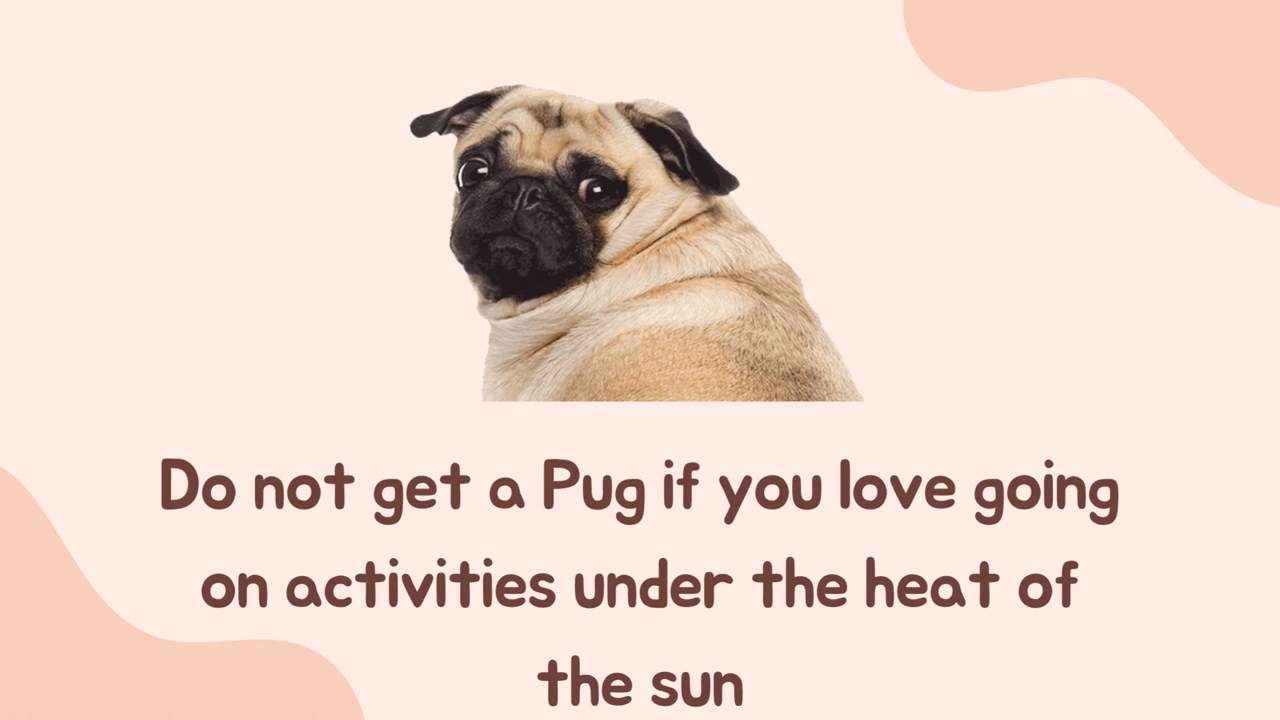 Do not get a Pug if you love going
on activities under the heat of
the sun